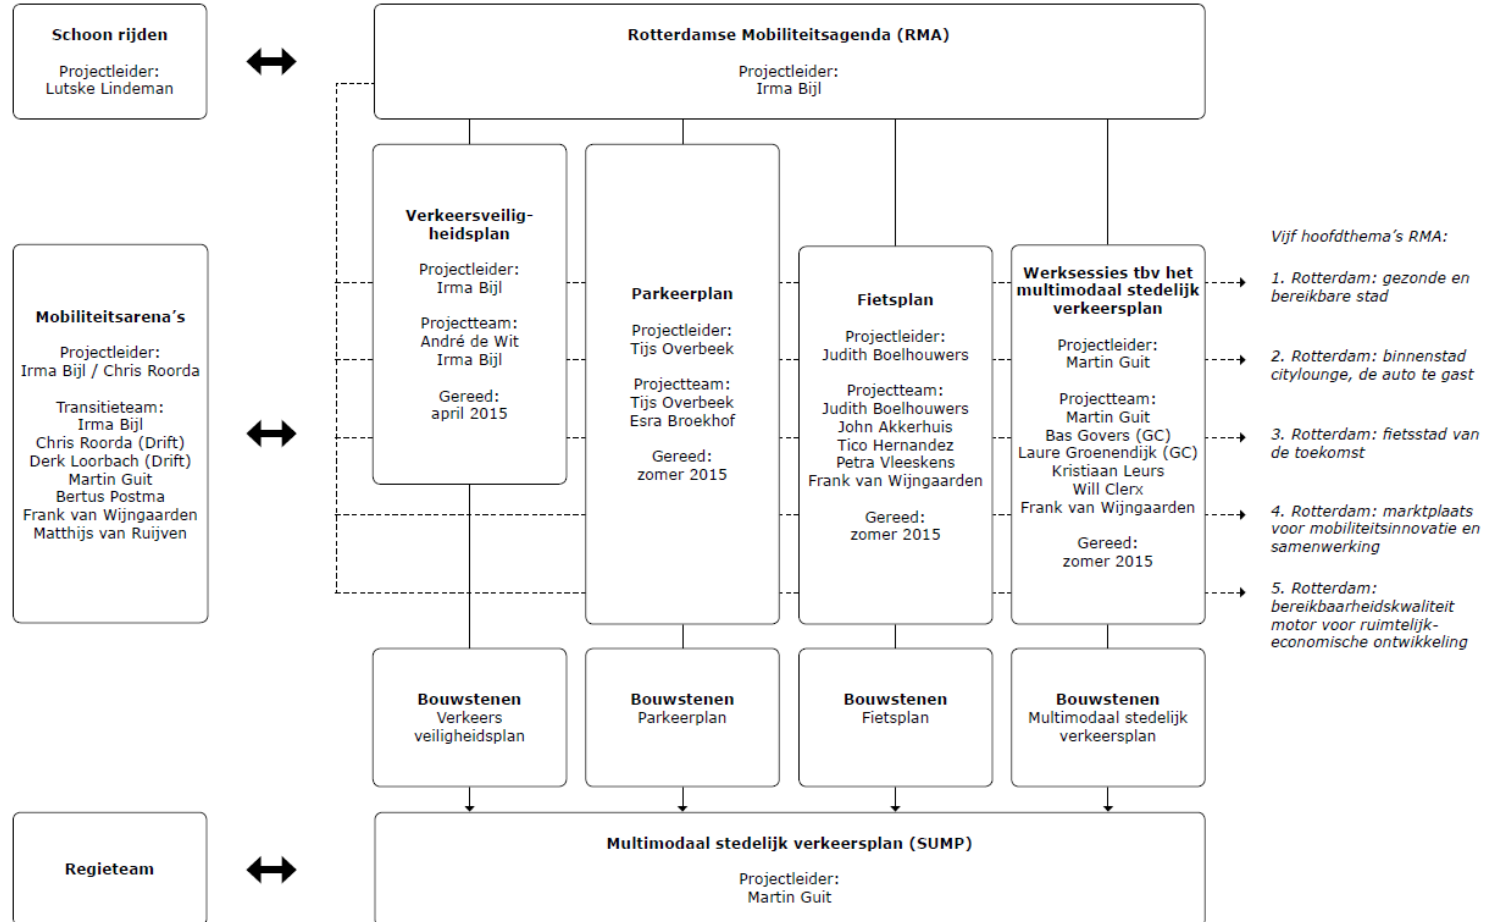 Schoon rijden
Projectleider:
Lutske Lindeman
Rotterdamse Mobiliteitsagenda (RMA)
Projectleider:
Irma Bijl
Verkeersveilig-
heidsplan
Projectleider:
Irma Bijl
Projectteam:
André de Wit
Irma Bijl
Gereed:
april 2015
Parkeerplan
Projectleider:
Tijs Overbeek
Projectteam:
Tijs Overbeek
Esra Broekhof
Gereed:
zomer 2015
Fietsplan
Projectleider:
Judith Boelhouwers
Projectteam:
Judith Boelhouwers
John Akkerhuis
Tico Hernandez
Petra Vleeskens
Frank van Wijngaarden
Gereed:
zomer 2015
Werksessies tbv het
multimodaal stedelijk
verkeersplan
Projectleider:
Martin Guit
Projectteam:
Martin Guit
Bas Govers (GC)
Laure Groenendijk (GC)
Kristiaan Leurs
Will Clerx
Frank van Wijngaarden
Gereed:
zomer 2015
Vijf hoofdthema's RMA:
1. Rotterdam: gezonde en
bereikbare stad
2. Rotterdam: binnenstad
citylounge, de auto te gast
3. Rotterdam: fietsstad van
de toekomst
4. Rotterdam: marktplaats
voor mobiliteitsinnovatie en
samenwerking
5. Rotterdam:
bereikbaarheidskwaliteit
motor voor ruimtelijk-
economische ontwikkeling
Mobiliteitsarena's
Projectleider:
Irma Bijl / Chris Roorda
Transitieteam:
Irma Bijl
Chris Roorda (Drift)
Derk Loorbach (Drift)
Martin Guit
Bertus Postma
Frank van Wijngaarden
Matthijs van Ruijven
Bouwstenen
Verkeers
veiligheidsplan
Bouwstenen
Parkeerplan
Bouwstenen
Fietsplan
Bouwstenen
Multimodaal stedelijk
verkeersplan
Regieteam
Multimodaal stedelijk verkeersplan (SUMP)
Projectleider:
Martin Guit